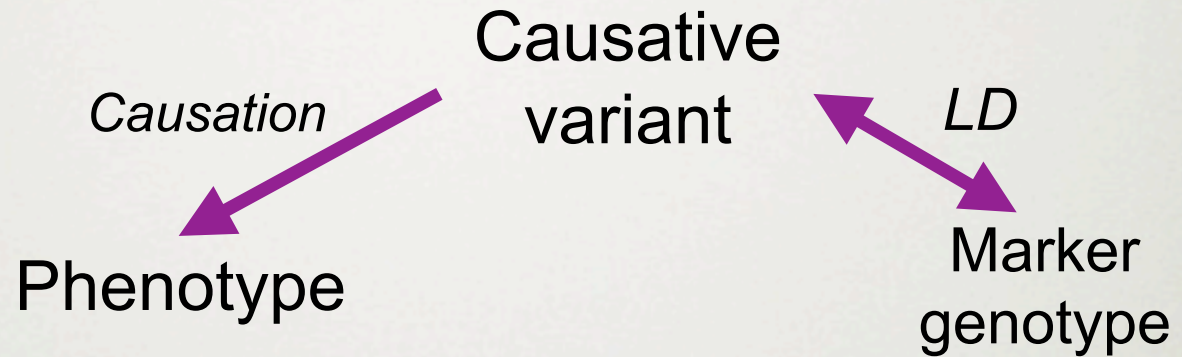 Causative
variant
Causation
LD
Phenotype
Marker
genotype